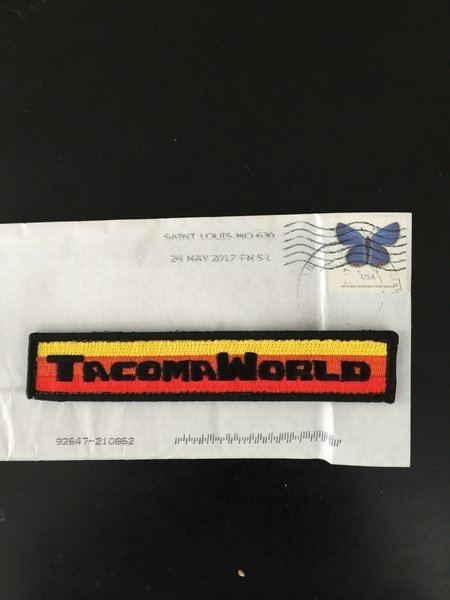 SAINT LOUIS MO 630
24 MAY 2017 PM 5 L
USA
TACOMAWORLD
92647-210862